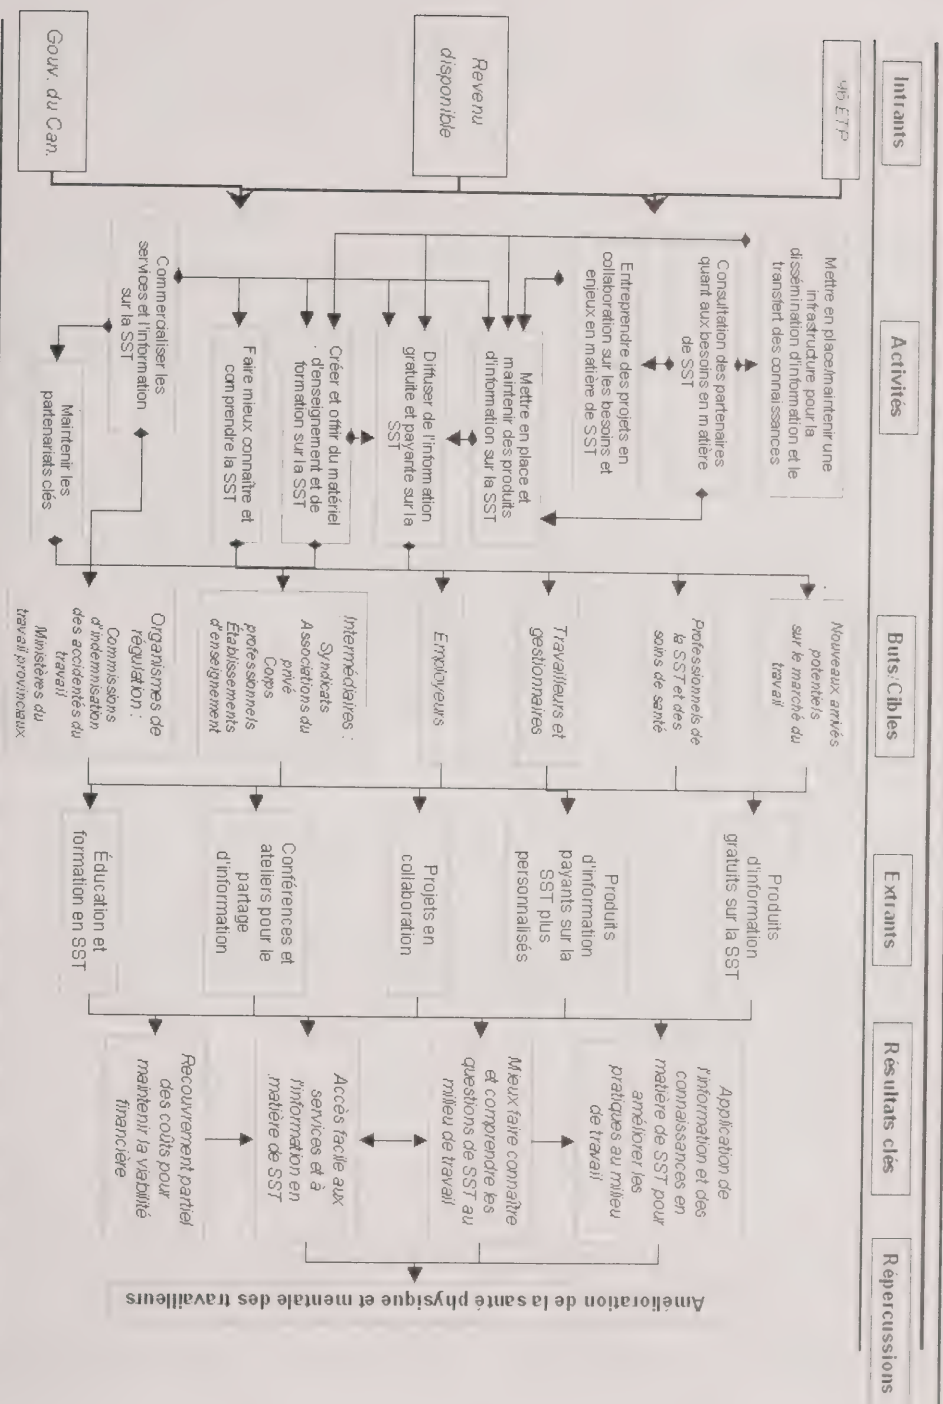 Intrants
Activités
Buts/Cibles
Extrants
Résultats clés
Répercussions
96 ETP
Revenu
disponible
Gouv. du Can.
Mettre en place/maintenir une
infrastructure pour la
dissémination d'information et le
transfert des connaissances
Consultation des partenaires
quant aux besoins en matière
de SST
Entreprendre des projets en
collaboration sur les besoins et
enjeux en matière de SST
Mettre en place et
maintenir des produits
d'information sur la SST
Diffuser de l'information
gratuite et payante sur la
SST
Créer et offrir du matériel
d'enseignement et de
formation sur la SST
Faire mieux connaître et
comprendre la SST
Commercialiser les
services et l'information
sur la SST
Maintenir les
partenariats clés
Nouveaux arrivés
potentiels
sur le marché du
travail
Professionnels de
la SST et des
soins de santé
Travailleurs et
gestionnaires
Employeurs
Intermédiaires :
Syndicats
Associations du
privé
Corps
professionnels
Établissements
d'enseignement
Organismes de
régulation :
Commissions
d'indemnisation
des accidentés du
travail
Ministères du
travail provinciaux
Produits
d'information
gratuits sur la SST
Produits
d'information
payants sur la
SST plus
personnalisés
Projets en
collaboration
Conférences et
ateliers pour le
partage
d'information
Éducation et
formation en SST
Application de
l'information et des
connaissances en
matière de SST pour
améliorer les
pratiques au milieu
de travail
Mieux faire connaître
et comprendre les
questions de SST au
milieu de travail
Accès facile aux
services et à
l'information en
matière de SST
Recouvrement partiel
des coûts pour
maintenir la viabilité
financière
Amélioration de la santé physique et mentale des travailleurs